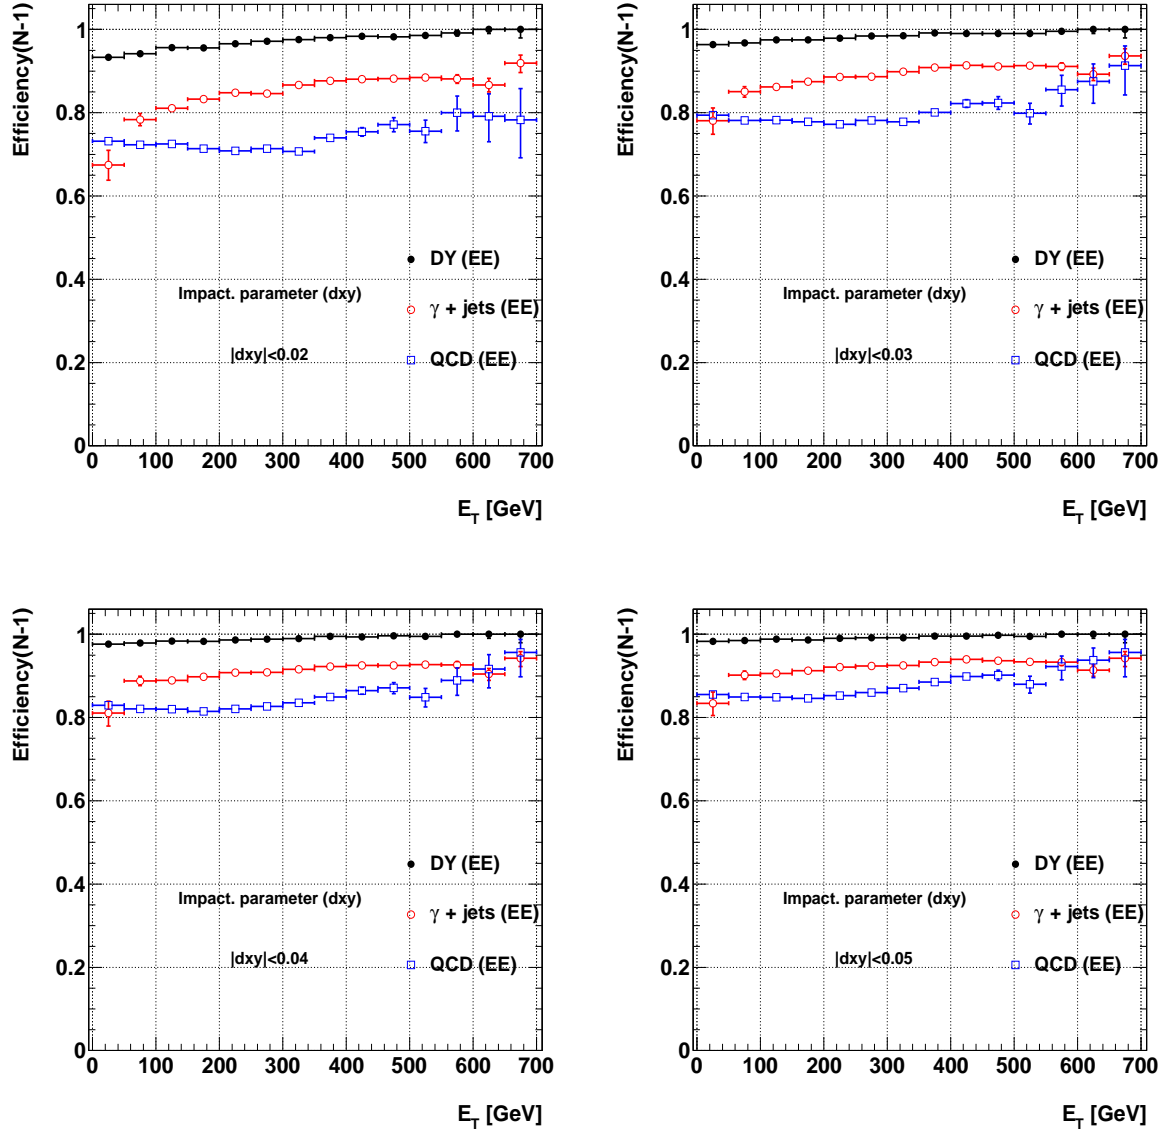 Efficiency(N-1)
1
0.8
0.6
0.4
0.2
0
DY (EE)
Impact. parameter (dxy)
γ + jets (EE)
|dxy|<0.02
QCD (EE)
0 100 200 300 400 500 600 700
E_T [GeV]
Efficiency(N-1)
1
0.8
0.6
0.4
0.2
0
DY (EE)
Impact. parameter (dxy)
γ + jets (EE)
|dxy|<0.03
QCD (EE)
0 100 200 300 400 500 600 700
E_T [GeV]
Efficiency(N-1)
1
0.8
0.6
0.4
0.2
0
DY (EE)
Impact. parameter (dxy)
γ + jets (EE)
|dxy|<0.04
QCD (EE)
0 100 200 300 400 500 600 700
E_T [GeV]
Efficiency(N-1)
1
0.8
0.6
0.4
0.2
0
DY (EE)
Impact. parameter (dxy)
γ + jets (EE)
|dxy|<0.05
QCD (EE)
0 100 200 300 400 500 600 700
E_T [GeV]